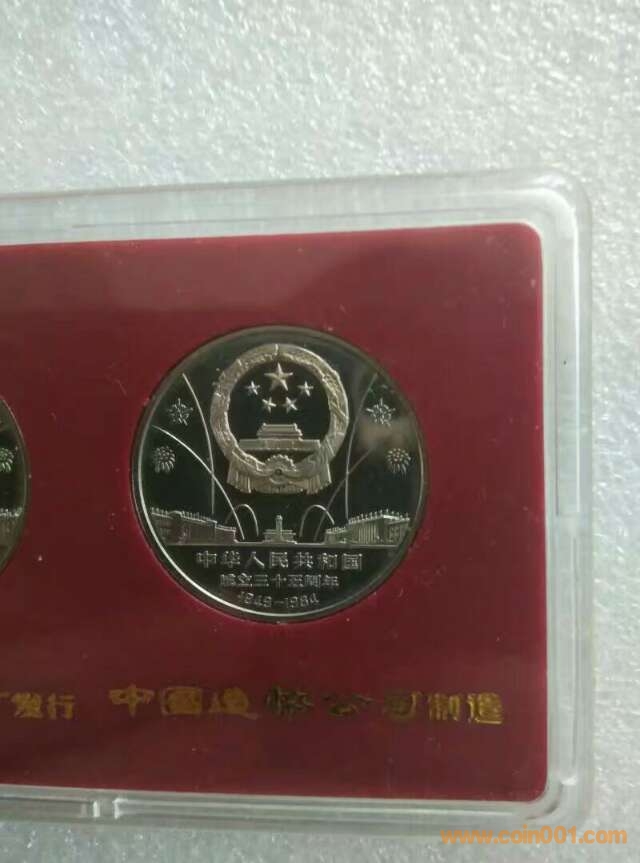 中华人民共和国
成立三十五周年
1949-1984
发行 中国造币公司制造
www.coin001.com